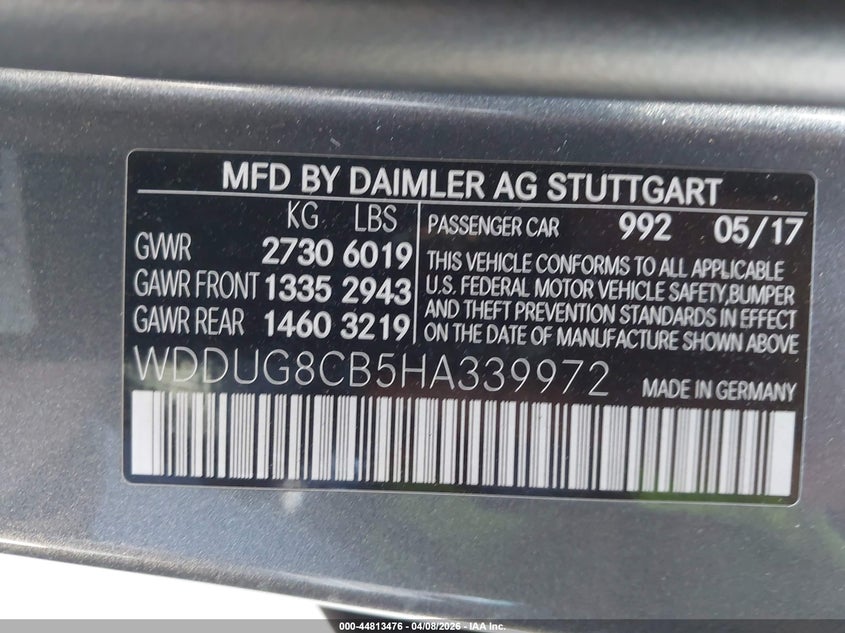 MFD BY DAIMLER AG STUTTGART
KG LBS
GVWR 2730 6019
GAWR FRONT 1335 2943
GAWR REAR 1460 3219
PASSENGER CAR 992 05/17
THIS VEHICLE CONFORMS TO ALL APPLICABLE
U.S. FEDERAL MOTOR VEHICLE SAFETY,BUMPER
AND THEFT PREVENTION STANDARDS IN EFFECT
ON THE DATE OF MANUFACTURE SHOWN ABOVE
WDDUG8CB5HA339972 MADE IN GERMANY
000-44813476 - 04/08/2026 - IAA Inc.